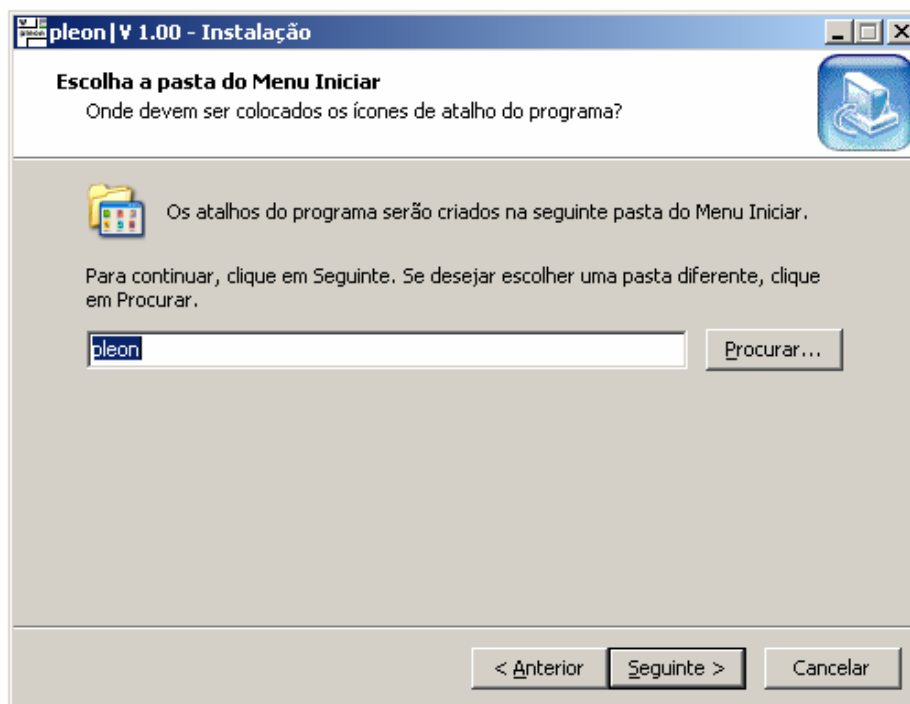 pleon|V 1.00 - Instalação
Escolha a pasta do Menu Iniciar
Onde devem ser colocados os ícones de atalho do programa?
Os atalhos do programa serão criados na seguinte pasta do Menu Iniciar.
Para continuar, clique em Seguinte. Se desejar escolher uma pasta diferente, clique
em Procurar.
pleon
Procurar...
< Anterior
Seguinte >
Cancelar